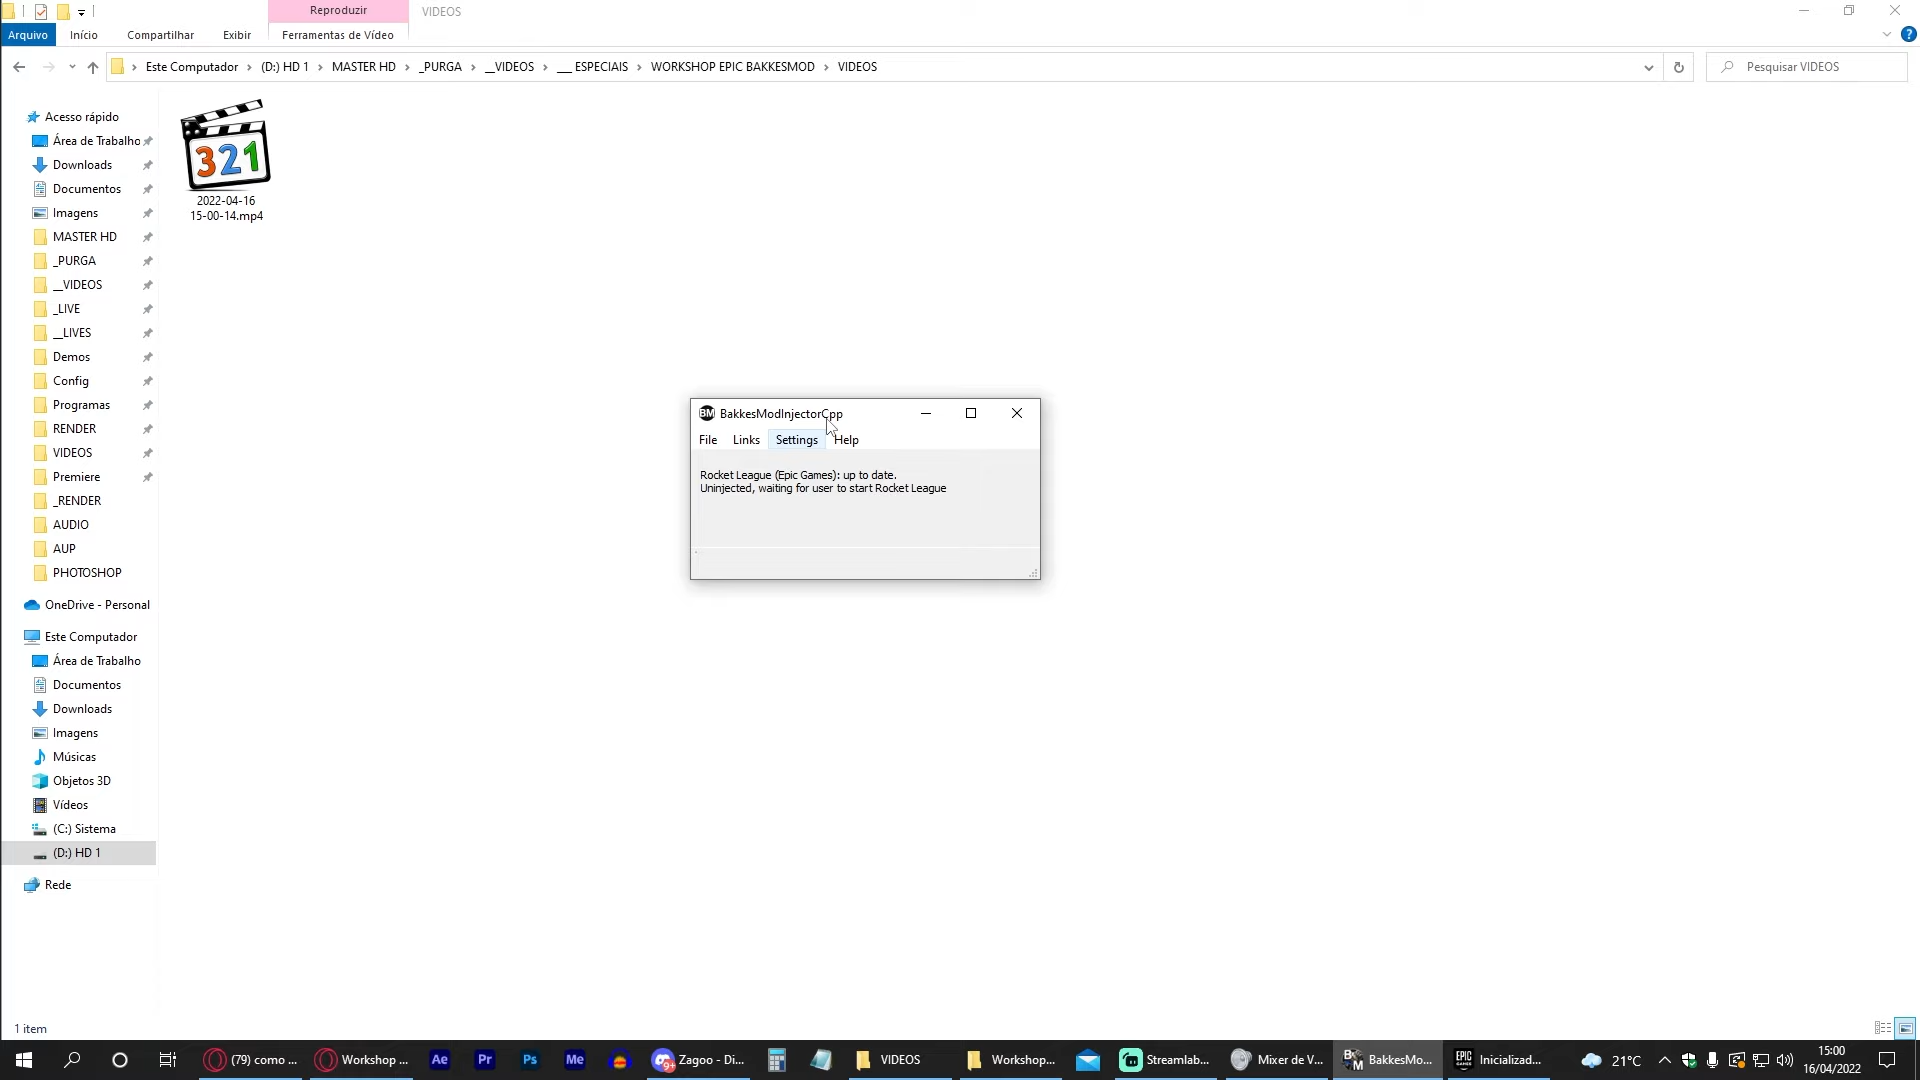 Reproduzir
VIDEOS
Arquivo
Início
Compartilhar
Exibir
Ferramentas de Vídeo
?
Este Computador
(D:) HD 1
MASTER HD
_PURGA
__VIDEOS
___ ESPECIAIS
WORKSHOP EPIC BAKKESMOD
VIDEOS
Pesquisar VIDEOS
Acesso rápido
Área de Trabalho
Downloads
Documentos
Imagens
MASTER HD
_PURGA
__VIDEOS
_LIVE
__LIVES
Demos
Config
Programas
RENDER
VIDEOS
Premiere
_RENDER
AUDIO
AUP
PHOTOSHOP
OneDrive - Personal
Este Computador
Área de Trabalho
Documentos
Downloads
Imagens
Músicas
Objetos 3D
Vídeos
(C:) Sistema
(D:) HD 1
Rede
321
2022-04-16
15-00-14.mp4
BM BakkesModInjectorCpp
File
Links
Settings
Help
Rocket League (Epic Games): up to date.
Uninjected, waiting for user to start Rocket League
1 item
(79) como ...
Workshop ...
Ae
Pr
Ps
Me
9+
Zagoo - Di...
VIDEOS
Workshop...
Streamlab...
Mixer de V...
BakkesMo...
EPIC
GAMES
Inicializad...
21°C
15:00
16/04/2022